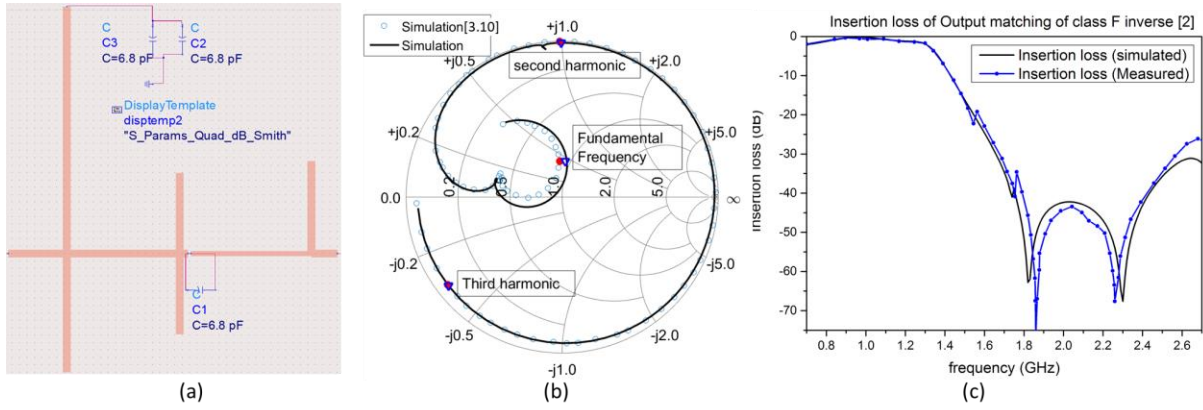 C
C3
C=6.8 pF
C
C2
C=6.8 pF
DisplayTemplate
disptemp2
"S_Params_Quad_dB_Smith"
C
C1
C=6.8 pF
(a)
Simulation[3.10]
Simulation
+j1.0
second harmonic
+j0.5
+j2.0
+j0.2
+j5.0
Fundamental
Frequency
0.0
0.2
0.5
1.0
2.0
5.0
∞
-j0.2
-j5.0
Third harmonic
-j0.5
-j2.0
-j1.0
(b)
Insertion loss of Output matching of class F inverse [2]
Insertion loss (simulated)
Insertion loss (Measured)
insertion loss (dB)
0
-10
-20
-30
-40
-50
-60
-70
0.8 1.0 1.2 1.4 1.6 1.8 2.0 2.2 2.4 2.6
frequency (GHz)
(c)